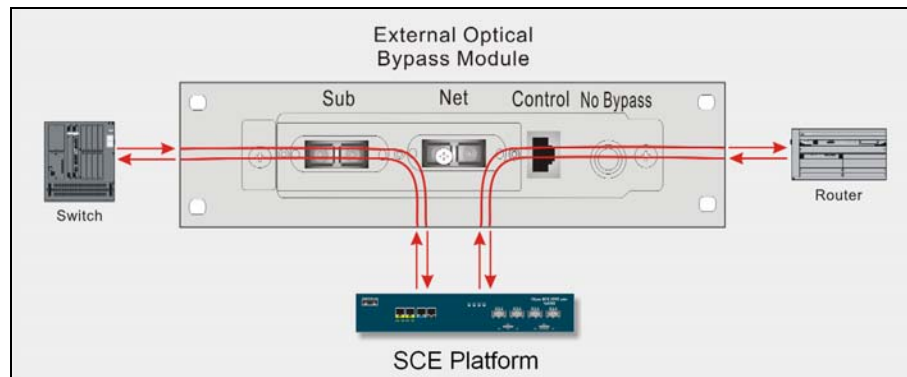 External Optical
Bypass Module
Sub
Net
Control
No Bypass
Switch
Router
SCE Platform